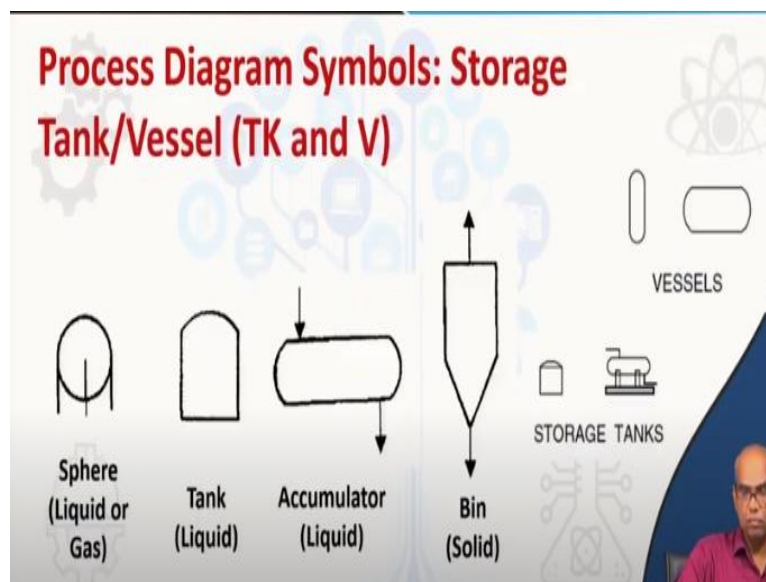 Process Diagram Symbols: Storage
Tank/Vessel (TK and V)
VESSELS
STORAGE TANKS
Sphere
(Liquid or
Gas)
Tank
(Liquid)
Accumulator
(Liquid)
Bin
(Solid)